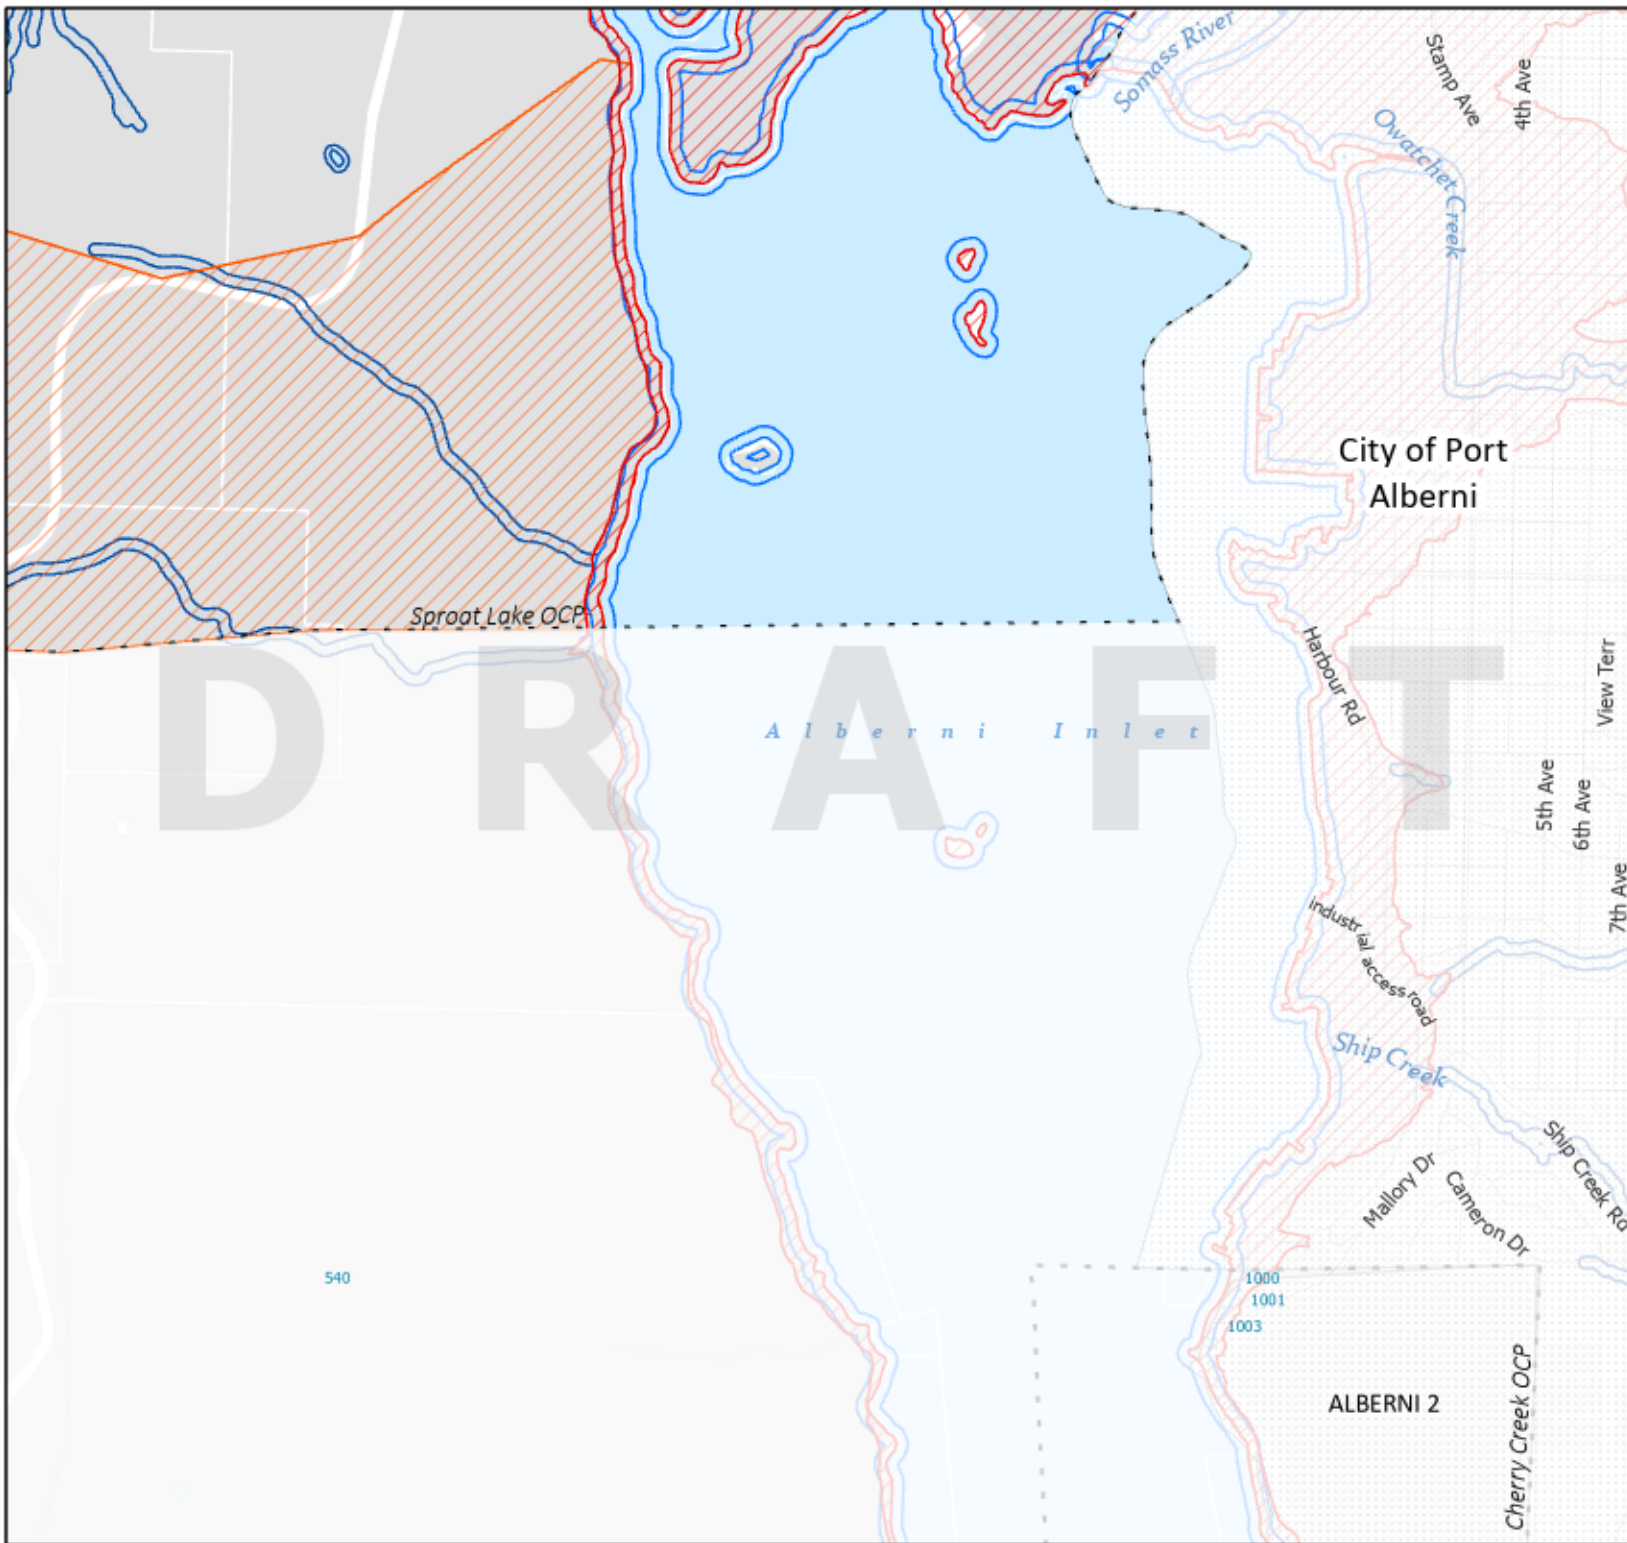 Somass River
Stamp Ave
4th Ave
Owatchet Creek
City of Port
Alberni
Sproat Lake OCP
Harbour Rd
View Terr
DRAFT
Alberni Inlet
5th Ave
6th Ave
7th Ave
industrial access road
Ship Creek
Ship Creek Rd
Mallory Dr
Cameron Dr
540
1000
1001
1003
Cherry Creek OCP
ALBERNI 2